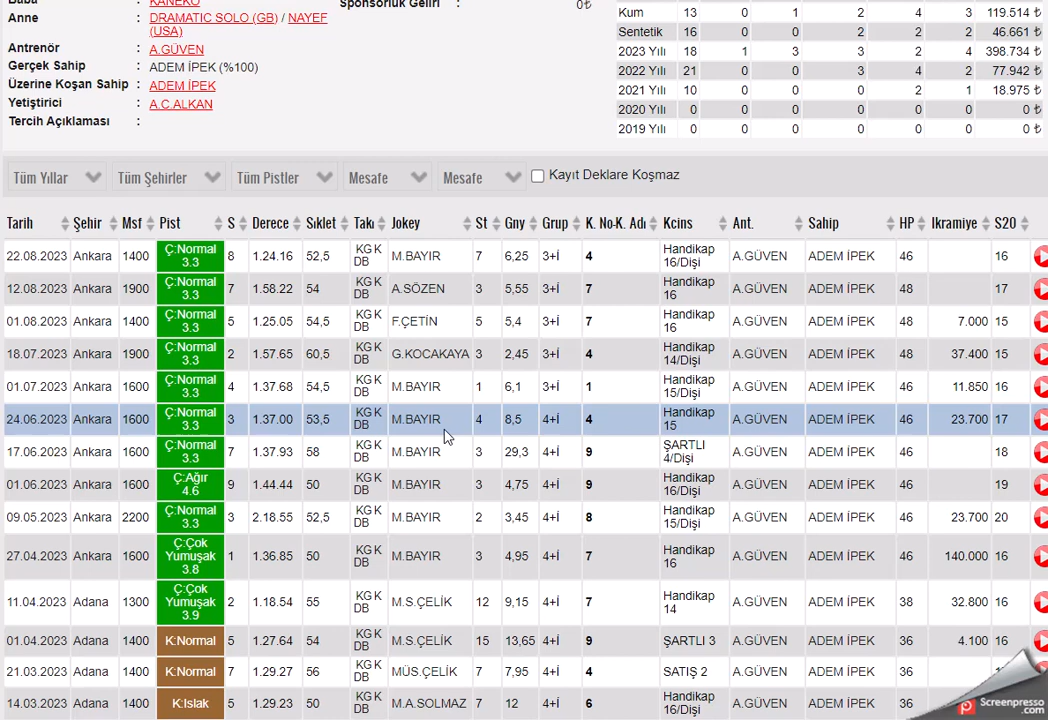 Baba : KANEKO
Sponsorluk Geliri : 0₺
Anne : DRAMATIC SOLO (GB) / NAYEF (USA)
Antrenör : A.GÜVEN
Gerçek Sahip : ADEM İPEK (%100)
Üzerine Koşan Sahip : ADEM İPEK
Yetiştirici : A.C.ALKAN
Tercih Açıklaması :
Kum 13 0 1 2 4 3 119.514 ₺
Sentetik 16 0 0 2 2 2 46.661 ₺
2023 Yılı 18 1 3 3 2 4 398.734 ₺
2022 Yılı 21 0 0 3 4 2 77.942 ₺
2021 Yılı 10 0 0 0 2 1 18.975 ₺
2020 Yılı 0 0 0 0 0 0 0 ₺
2019 Yılı 0 0 0 0 0 0 0 ₺
Tüm Yıllar Tüm Şehirler Tüm Pistler Mesafe Mesafe Kayıt Deklare Koşmaz
Tarih Şehir Msf Pist S Derece Sıklet Takı Jokey St Gny Grup K. No-K. Adı Kcins Ant. Sahip HP Ikramiye S20
22.08.2023 Ankara 1400 Ç:Normal 3.3 8 1.24.16 52,5 KG K DB M.BAYIR 7 6,25 3+İ 4 Handikap 16/Dişi A.GÜVEN ADEM İPEK 46 16
12.08.2023 Ankara 1900 Ç:Normal 3.3 7 1.58.22 54 KG K DB A.SÖZEN 3 5,55 3+İ 7 Handikap 16 A.GÜVEN ADEM İPEK 48 17
01.08.2023 Ankara 1400 Ç:Normal 3.3 5 1.25.05 54,5 KG K DB F.ÇETİN 5 5,4 3+İ 7 Handikap 16 A.GÜVEN ADEM İPEK 48 7.000 15
18.07.2023 Ankara 1900 Ç:Normal 3.3 2 1.57.65 60,5 KG K DB G.KOCAKAYA 3 2,45 3+İ 4 Handikap 14/Dişi A.GÜVEN ADEM İPEK 48 37.400 15
01.07.2023 Ankara 1600 Ç:Normal 3.3 4 1.37.68 54,5 KG K DB M.BAYIR 1 6,1 3+İ 1 Handikap 15/Dişi A.GÜVEN ADEM İPEK 46 11.850 16
24.06.2023 Ankara 1600 Ç:Normal 3.3 3 1.37.00 53,5 KG K DB M.BAYIR 4 8,5 4+İ 4 Handikap 15 A.GÜVEN ADEM İPEK 46 23.700 17
17.06.2023 Ankara 1600 Ç:Normal 3.3 7 1.37.93 58 KG K DB M.BAYIR 3 29,3 4+İ 9 ŞARTLI 4/Dişi A.GÜVEN ADEM İPEK 46 18
01.06.2023 Ankara 1600 Ç:Ağır 4.6 9 1.44.44 50 KG K DB M.BAYIR 3 4,75 4+İ 9 Handikap 16/Dişi A.GÜVEN ADEM İPEK 46 19
09.05.2023 Ankara 2200 Ç:Normal 3.3 3 2.18.55 52,5 KG K DB M.BAYIR 2 3,45 4+İ 8 Handikap 15/Dişi A.GÜVEN ADEM İPEK 46 23.700 20
27.04.2023 Ankara 1600 Ç:Çok Yumuşak 3.8 1 1.36.85 50 KG K DB M.BAYIR 3 4,95 4+İ 7 Handikap 16 A.GÜVEN ADEM İPEK 46 140.000 16
11.04.2023 Adana 1300 Ç:Çok Yumuşak 3.9 2 1.18.54 55 KG K DB M.S.ÇELİK 12 9,15 4+İ 7 Handikap 14 A.GÜVEN ADEM İPEK 38 32.800 16
01.04.2023 Adana 1400 K:Normal 5 1.27.64 54 KG K DB M.S.ÇELİK 15 13,65 4+İ 9 ŞARTLI 3 A.GÜVEN ADEM İPEK 36 4.100 16
21.03.2023 Adana 1400 K:Normal 7 1.29.27 56 KG K DB MÜS.ÇELİK 7 7,95 4+İ 4 SATIŞ 2 A.GÜVEN ADEM İPEK 36
14.03.2023 Adana 1400 K:Islak 5 1.29.23 50 KG K DB M.A.SOLMAZ 7 12 4+İ 6 Handikap 16/Dişi A.GÜVEN ADEM İPEK 36
Screenpresso.com